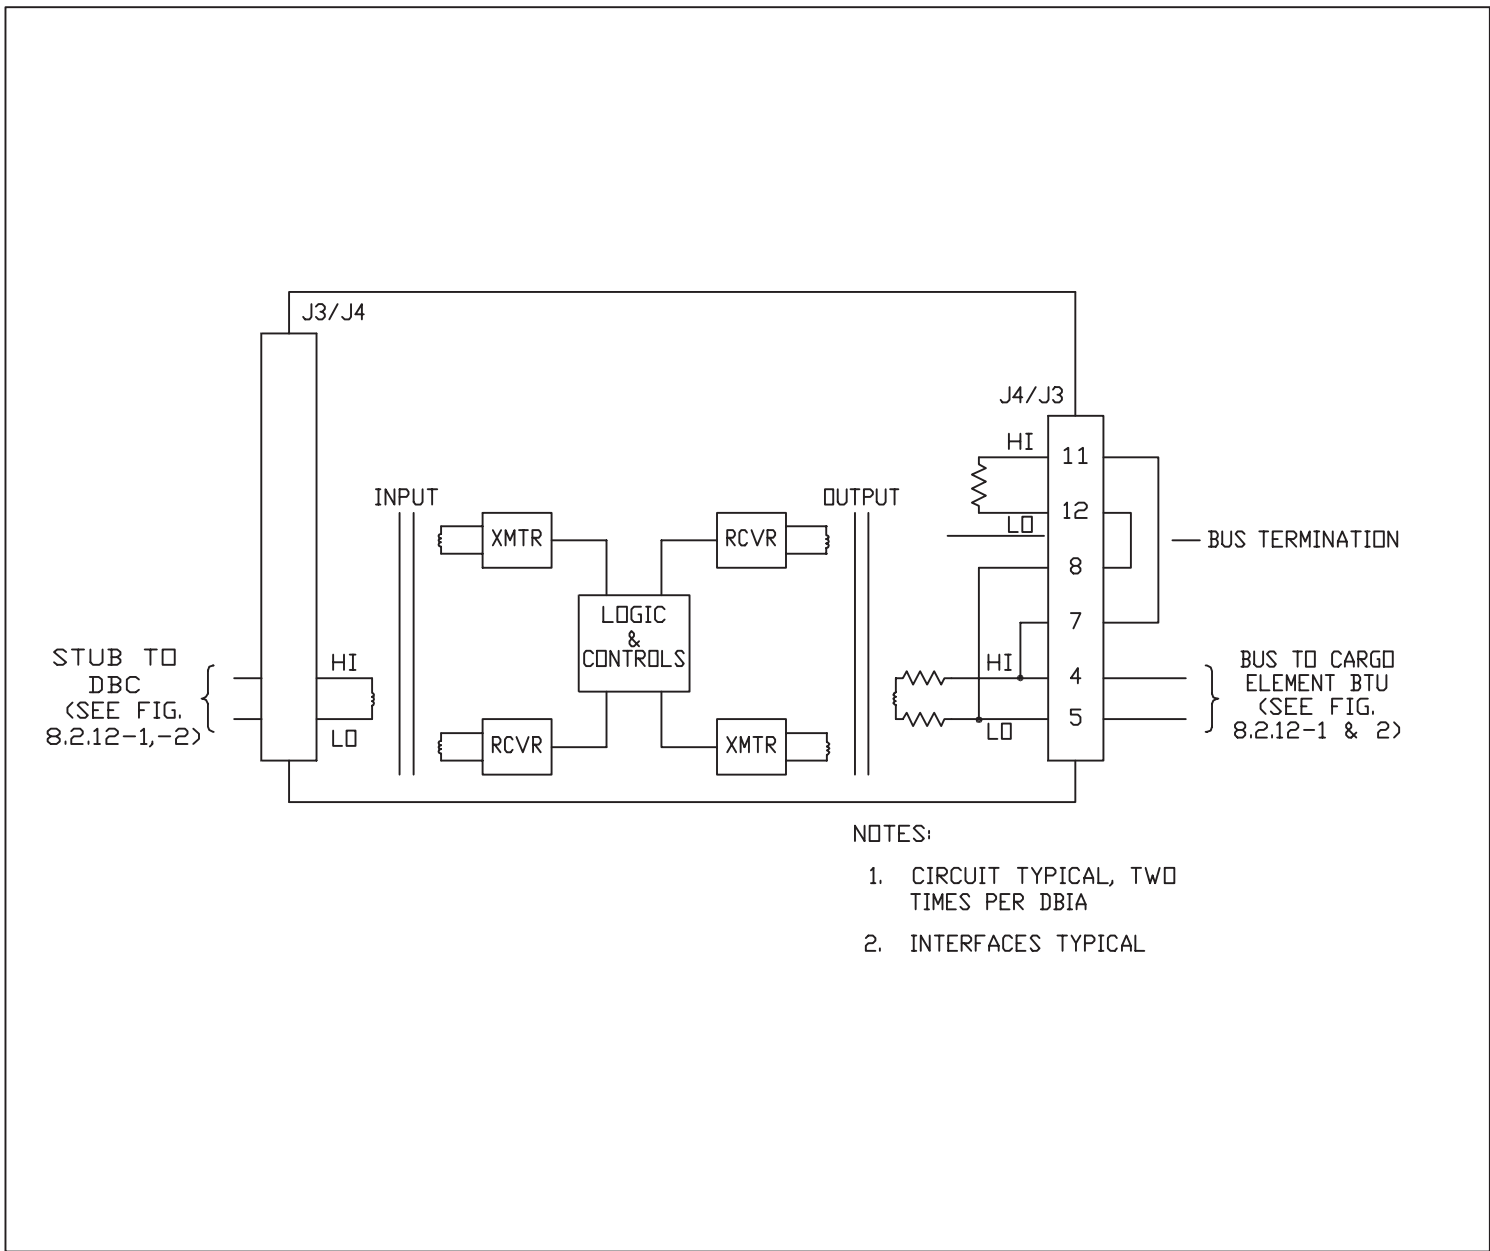 J3/J4
J4/J3
HI
11
INPUT
OUTPUT
12
LO
XMTR
RCVR
BUS TERMINATION
8
LOGIC
&
CONTROLS
7
STUB TO
DBC
(SEE FIG.
8.2.12-1,-2)
HI
LO
HI
4
5
LO
BUS TO CARGO
ELEMENT BTU
(SEE FIG.
8.2.12-1 & 2)
RCVR
XMTR
NOTES:
1. CIRCUIT TYPICAL, TWO
TIMES PER DBIA
2. INTERFACES TYPICAL